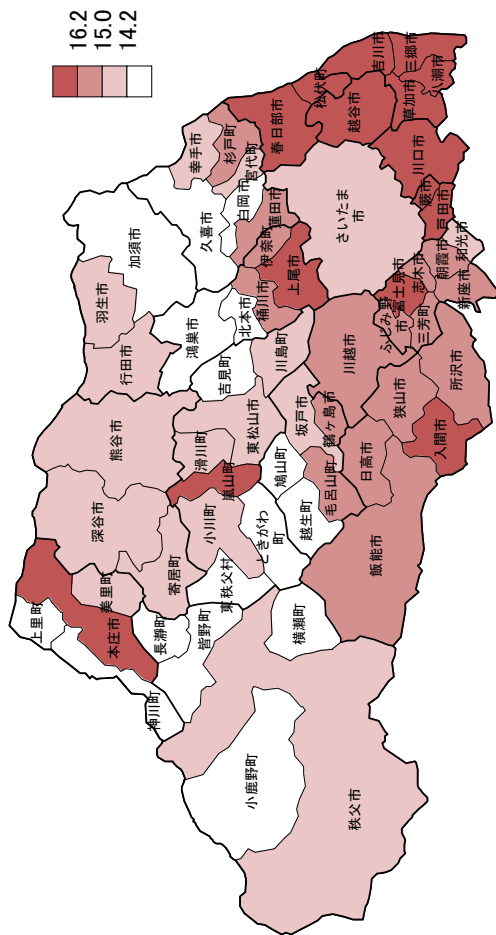 16.2
15.0
14.2
上里町
本庄市
美里町
神川町
長瀞町
皆野町
寄居町
深谷市
熊谷市
行田市
羽生市
加須市
久喜市
幸手市
杉戸町
宮代町
白岡市
蓮田市
伊奈町
春日部市
松伏町
吉川市
越谷市
三郷市
八潮市
草加市
川口市
蕨市
戸田市
さいたま
市
上尾市
桶川市
北本市
鴻巣市
吉見町
川島町
東松山市
滑川町
嵐山町
小川町
東秩父村
ときがわ
町
鳩山町
越生町
毛呂山町
坂戸市
鶴ヶ島市
川越市
日高市
狭山市
入間市
所沢市
飯能市
横瀬町
秩父市
小鹿野町
ふじみ野
市
富士見市
三芳町
志木市
朝霞市
和光市
新座市